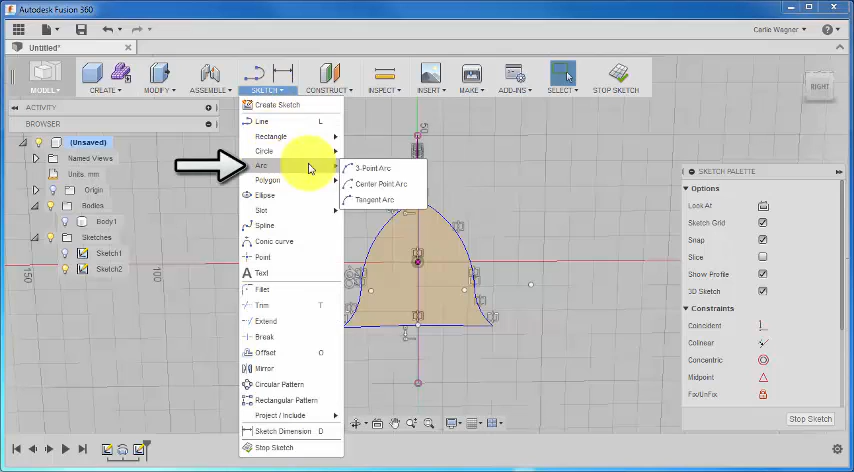 Autodesk Fusion 360
Carlie Wagner
Untitled*
MODEL
CREATE
MODIFY
ASSEMBLE
SKETCH
CONSTRUCT
INSPECT
INSERT
MAKE
ADD-INS
SELECT
STOP SKETCH
ACTIVITY
BROWSER
(Unsaved)
Named Views
Units: mm
Origin
Bodies
Body1
Sketches
Sketch1
Sketch2
Create Sketch
Line L
Rectangle
Circle
Arc
Polygon
Ellipse
Slot
Spline
Conic curve
Point
Text
Fillet
Trim T
Extend
Break
Offset O
Mirror
Circular Pattern
Rectangular Pattern
Project / Include
Sketch Dimension D
Stop Sketch
3-Point Arc
Center Point Arc
Tangent Arc
50
150
100
RIGHT
SKETCH PALETTE
Options
Look At
Sketch Grid
Snap
Slice
Show Profile
3D Sketch
Constraints
Coincident
Colinear
Concentric
Midpoint
Fix/UnFix
Stop Sketch